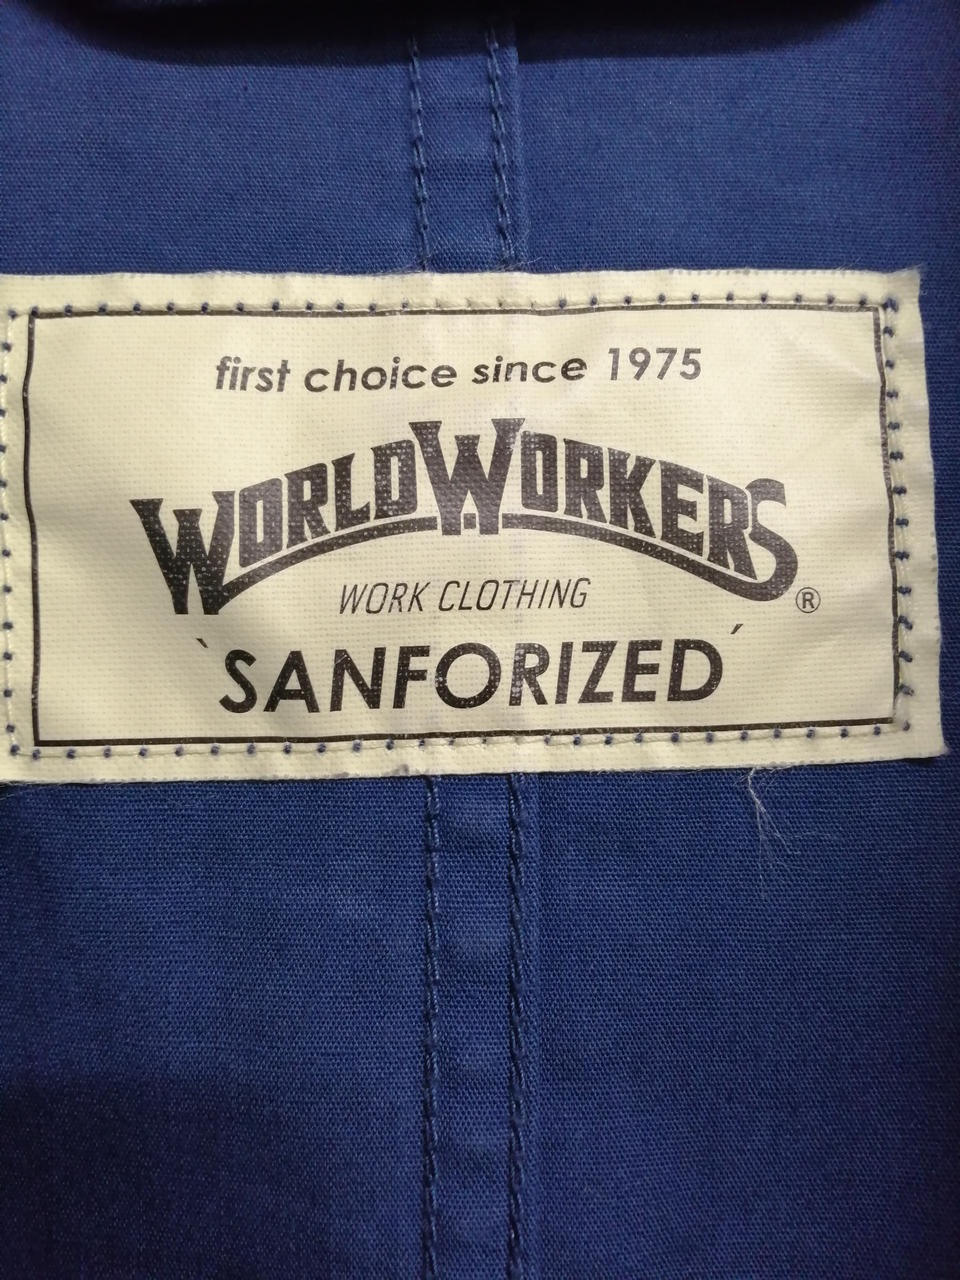 first choice since 1975
WORLD WORKERS
WORK CLOTHING ®
`SANFORIZED´